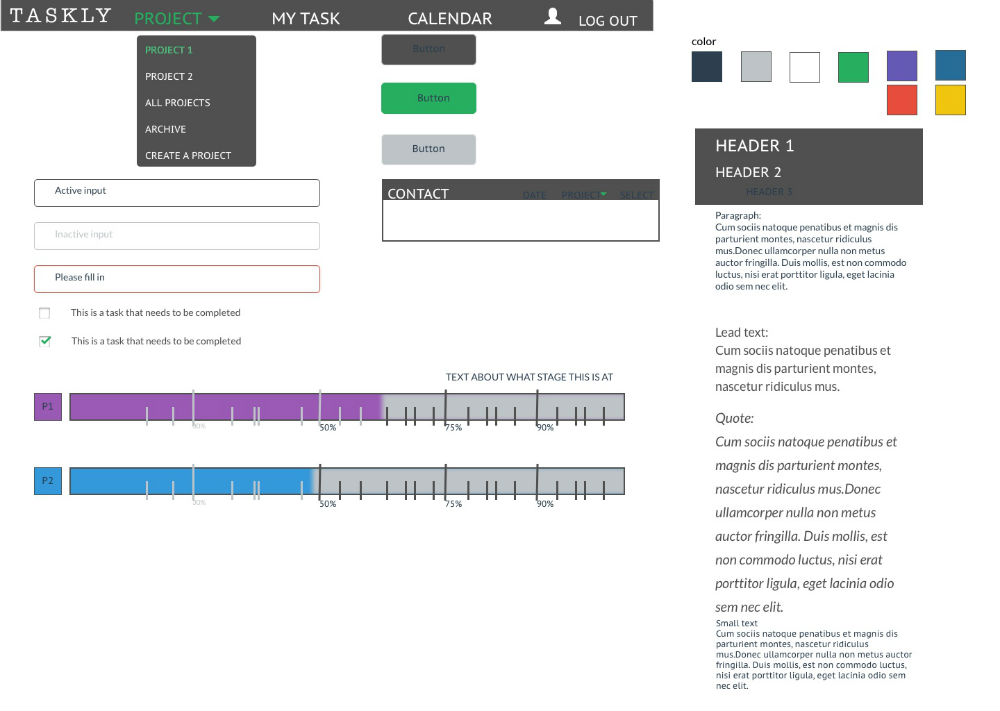 TASKLY PROJECT MY TASK CALENDAR LOG OUT
PROJECT 1
PROJECT 2
ALL PROJECTS
ARCHIVE
CREATE A PROJECT
Button
Button
Button
Active input
Inactive input
Please fill in
This is a task that needs to be completed
This is a task that needs to be completed
CONTACT DATE PROJECT SELECT
TEXT ABOUT WHAT STAGE THIS IS AT
P1
30% 50% 75% 90%
P2
30% 50% 75% 90%
color
HEADER 1
HEADER 2
HEADER 3
Paragraph:
Cum sociis natoque penatibus et magnis dis
parturient montes, nascetur ridiculus
mus.Donec ullamcorper nulla non metus
auctor fringilla. Duis mollis, est non commodo
luctus, nisi erat porttitor ligula, eget lacinia
odio sem nec elit.
Lead text:
Cum sociis natoque penatibus et
magnis dis parturient montes,
nascetur ridiculus mus.
Quote:
Cum sociis natoque penatibus et
magnis dis parturient montes,
nascetur ridiculus mus.Donec
ullamcorper nulla non metus
auctor fringilla. Duis mollis, est
non commodo luctus, nisi erat
porttitor ligula, eget lacinia odio
sem nec elit.
Small text
Cum sociis natoque penatibus et magnis dis
parturient montes, nascetur ridiculus
mus.Donec ullamcorper nulla non metus auctor
fringilla. Duis mollis, est non commodo luctus,
nisi erat porttitor ligula, eget lacinia odio sem
nec elit.